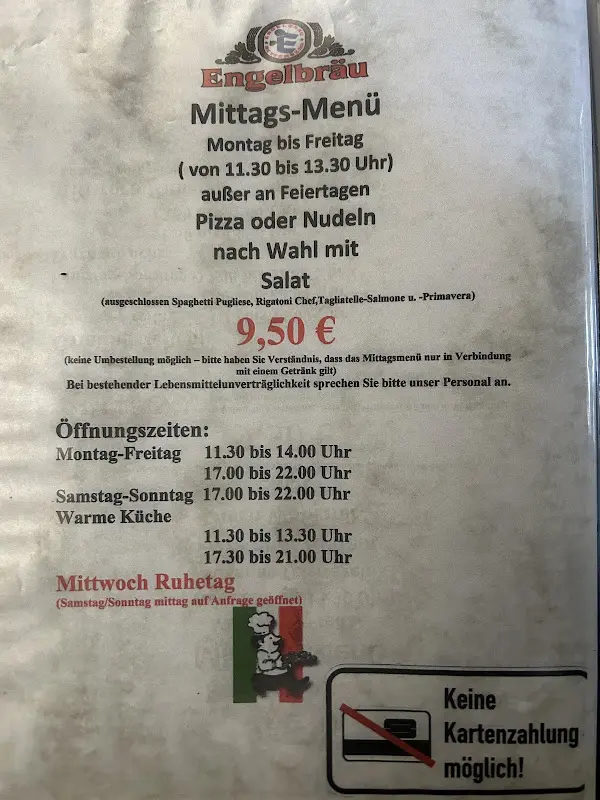 Engelbräu
Mittags-Menü
Montag bis Freitag
( von 11.30 bis 13.30 Uhr)
außer an Feiertagen
Pizza oder Nudeln
nach Wahl mit
Salat
(ausgeschlossen Spaghetti Pugliese, Rigatoni Chef,Tagliatelle-Salmone u. -Primavera)
9,50 €
(keine Umbestellung möglich – bitte haben Sie Verständnis, dass das Mittagsmenü nur in Verbindung
mit einem Getränk gilt)
Bei bestehender Lebensmittelunverträglichkeit sprechen Sie bitte unser Personal an.
Öffnungszeiten:
Montag-Freitag 11.30 bis 14.00 Uhr
17.00 bis 22.00 Uhr
Samstag-Sonntag 17.00 bis 22.00 Uhr
Warme Küche
11.30 bis 13.30 Uhr
17.30 bis 21.00 Uhr
Mittwoch Ruhetag
(Samstag/Sonntag mittag auf Anfrage geöffnet)
Keine
Kartenzahlung
möglich!